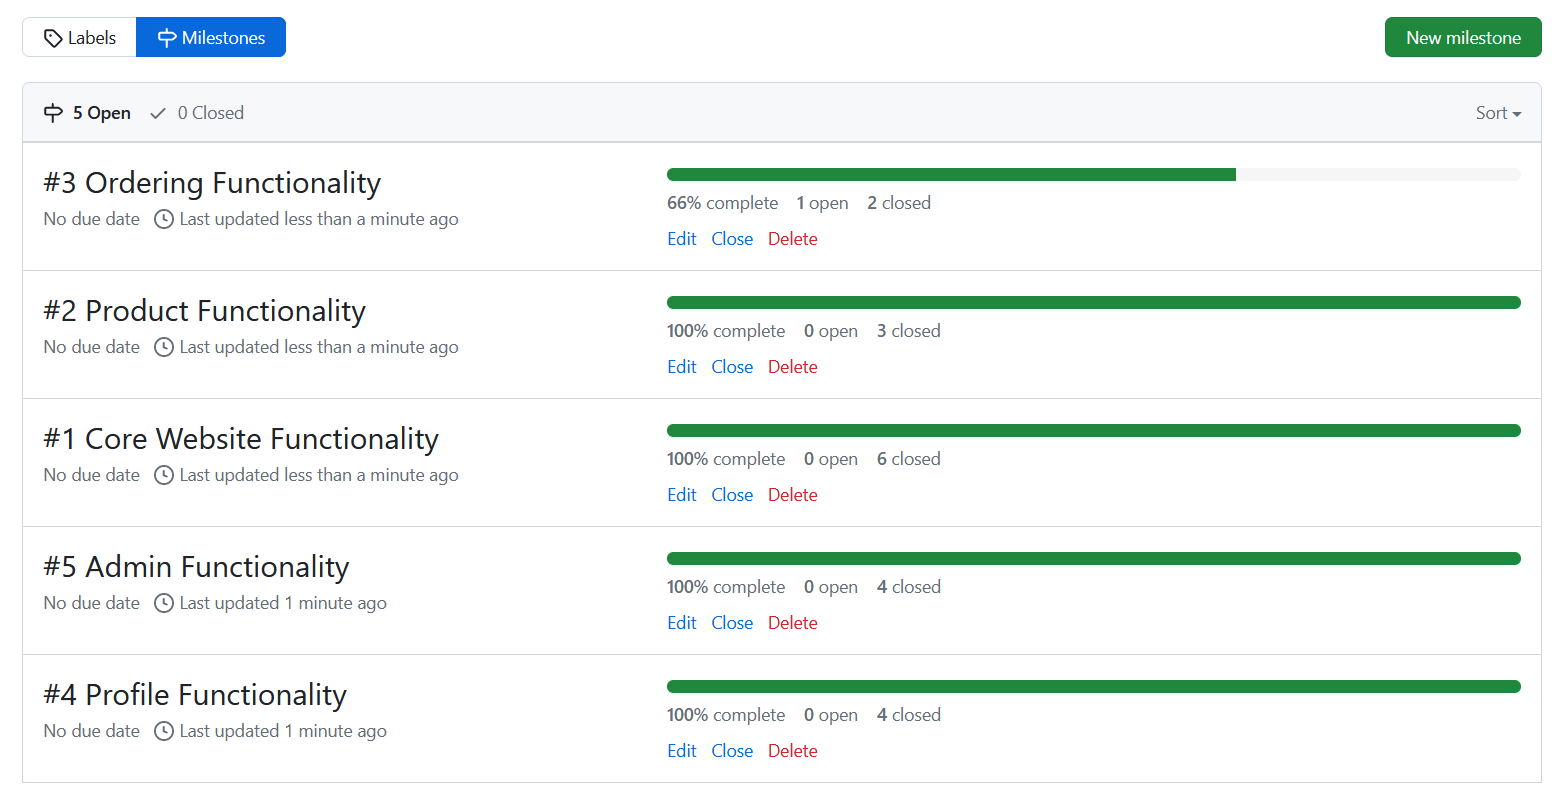 Labels Milestones New milestone
5 Open 0 Closed Sort
#3 Ordering Functionality
No due date Last updated less than a minute ago
66% complete 1 open 2 closed
Edit Close Delete
#2 Product Functionality
No due date Last updated less than a minute ago
100% complete 0 open 3 closed
Edit Close Delete
#1 Core Website Functionality
No due date Last updated less than a minute ago
100% complete 0 open 6 closed
Edit Close Delete
#5 Admin Functionality
No due date Last updated 1 minute ago
100% complete 0 open 4 closed
Edit Close Delete
#4 Profile Functionality
No due date Last updated 1 minute ago
100% complete 0 open 4 closed
Edit Close Delete